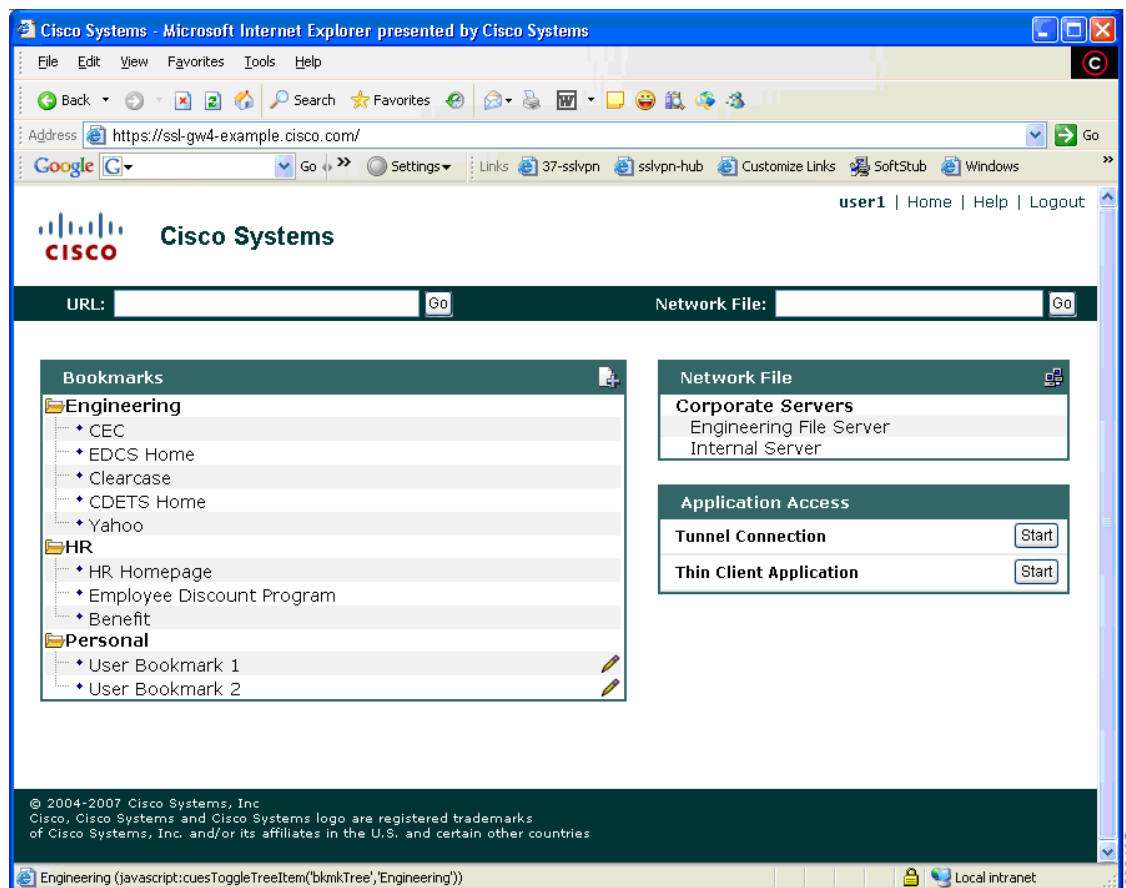 Cisco Systems - Microsoft Internet Explorer presented by Cisco Systems
File Edit View Favorites Tools Help
Back Search Favorites
Address https://ssl-gw4-example.cisco.com/ Go
Google G Go » Settings Links 37-sslvpn sslvpn-hub Customize Links SoftStub Windows »
user1 | Home | Help | Logout
CISCO Cisco Systems
URL: Go Network File: Go
Bookmarks
Engineering
CEC
EDCS Home
Clearcase
CDETS Home
Yahoo
HR
HR Homepage
Employee Discount Program
Benefit
Personal
User Bookmark 1
User Bookmark 2
Network File
Corporate Servers
Engineering File Server
Internal Server
Application Access
Tunnel Connection Start
Thin Client Application Start
© 2004-2007 Cisco Systems, Inc
Cisco, Cisco Systems and Cisco Systems logo are registered trademarks
of Cisco Systems, Inc. and/or its affiliates in the U.S. and certain other countries
Engineering (javascript:cuesToggleTreeItem('bkmkTree','Engineering')) Local intranet